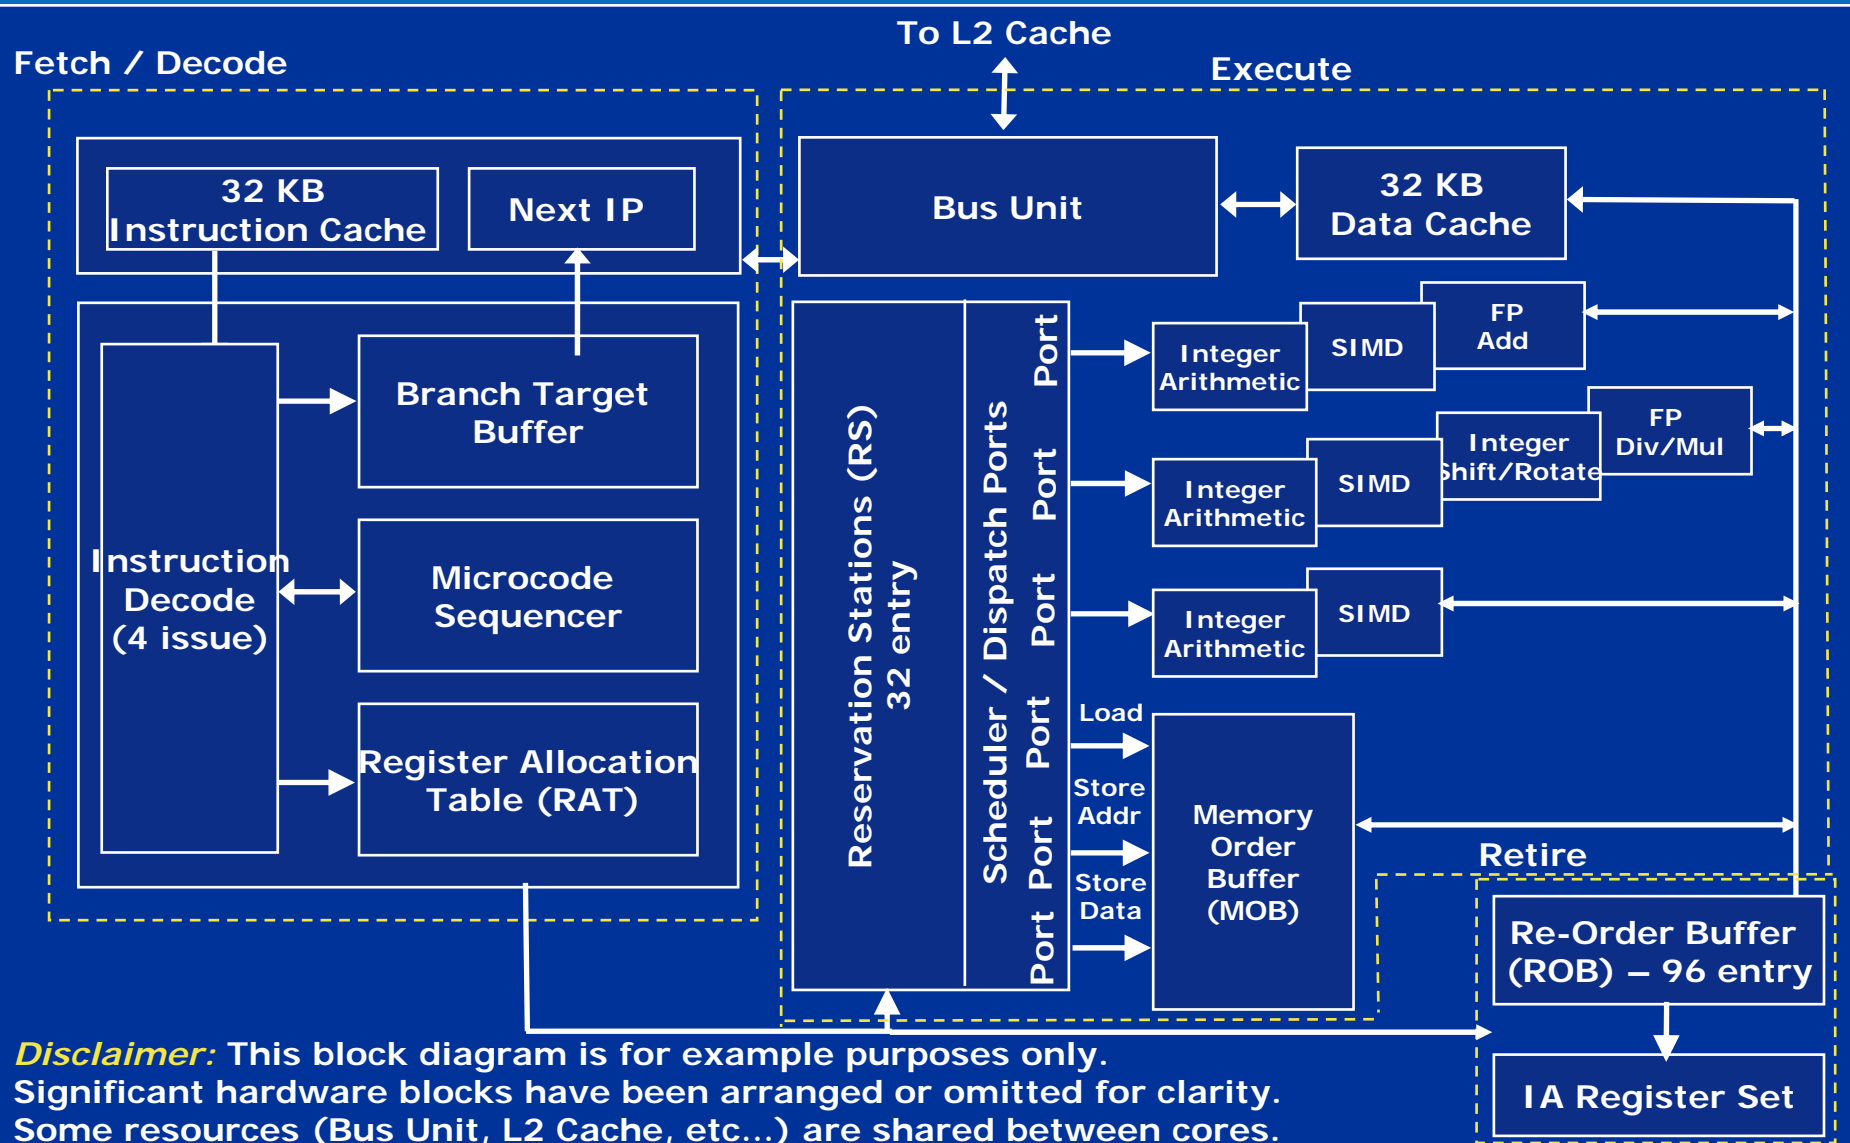 To L2 Cache
Fetch / Decode
Execute
32 KB
Instruction Cache
Next IP
Bus Unit
32 KB
Data Cache
Instruction
Decode
(4 issue)
Branch Target
Buffer
Microcode
Sequencer
Register Allocation
Table (RAT)
Reservation Stations (RS)
32 entry
Scheduler / Dispatch Ports
Port
Port
Port
Port
Port
Port
Integer
Arithmetic
SIMD
FP
Add
Integer
Arithmetic
SIMD
Integer
Shift/Rotate
FP
Div/Mul
Integer
Arithmetic
SIMD
Load
Store
Addr
Store
Data
Memory
Order
Buffer
(MOB)
Retire
Re-Order Buffer
(ROB) – 96 entry
IA Register Set
Disclaimer: This block diagram is for example purposes only.
Significant hardware blocks have been arranged or omitted for clarity.
Some resources (Bus Unit, L2 Cache, etc...) are shared between cores.